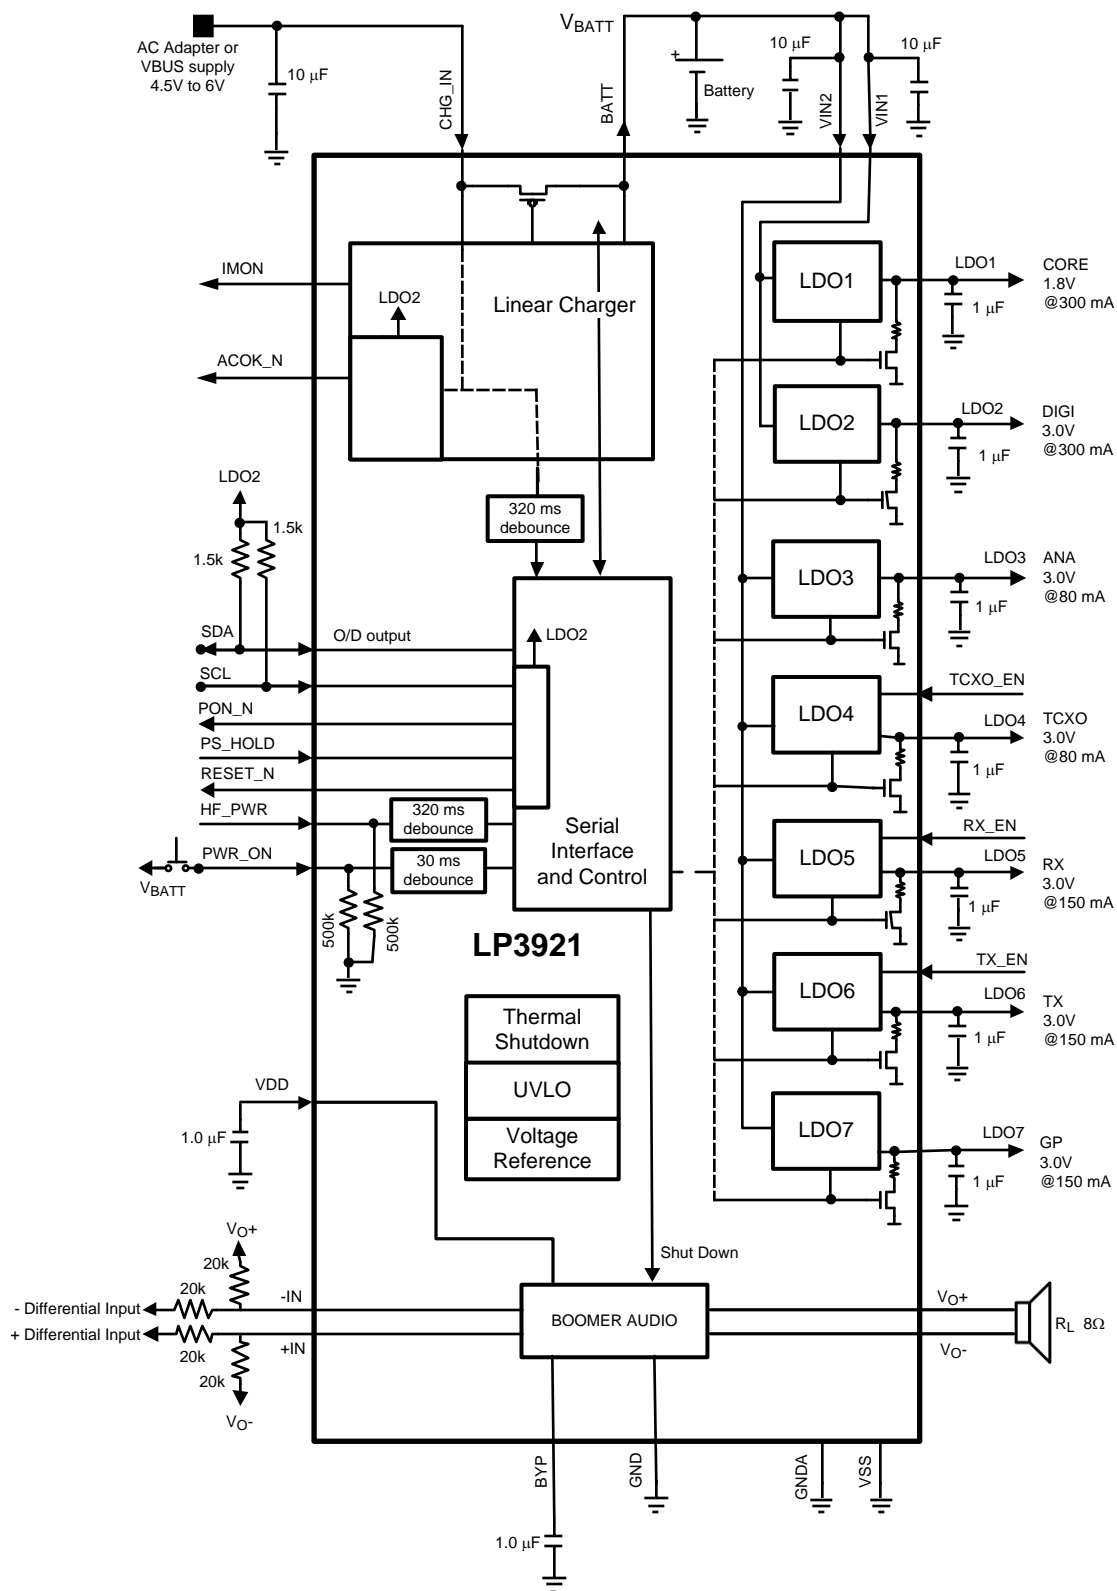 AC Adapter or
VBUS supply
4.5V to 6V
10 µF
CHG_IN
V_BATT
BATT
+
Battery
10 µF
VIN2
10 µF
VIN1
IMON
ACOK_N
LDO2
Linear Charger
320 ms
debounce
LDO2
1.5k
1.5k
SDA
O/D output
SCL
PON_N
PS_HOLD
RESET_N
HF_PWR
320 ms
debounce
PWR_ON
30 ms
debounce
V_BATT
500k
500k
LDO2
Serial
Interface
and Control
LP3921
Thermal
Shutdown
UVLO
Voltage
Reference
LDO1
LDO1
CORE
1.8V
@300 mA
1 µF
LDO2
LDO2
DIGI
3.0V
@300 mA
1 µF
LDO3
LDO3
ANA
3.0V
@80 mA
1 µF
TCXO_EN
LDO4
LDO4
TCXO
3.0V
@80 mA
1 µF
RX_EN
LDO5
LDO5
RX
3.0V
@150 mA
1 µF
TX_EN
LDO6
LDO6
TX
3.0V
@150 mA
1 µF
LDO7
LDO7
GP
3.0V
@150 mA
1 µF
VDD
1.0 µF
Shut Down
V_O+
20k
20k
- Differential Input
-IN
+ Differential Input
+IN
20k
20k
V_O-
BOOMER AUDIO
V_O+
V_O-
R_L 8Ω
BYP
GND
GNDA
VSS
1.0 µF